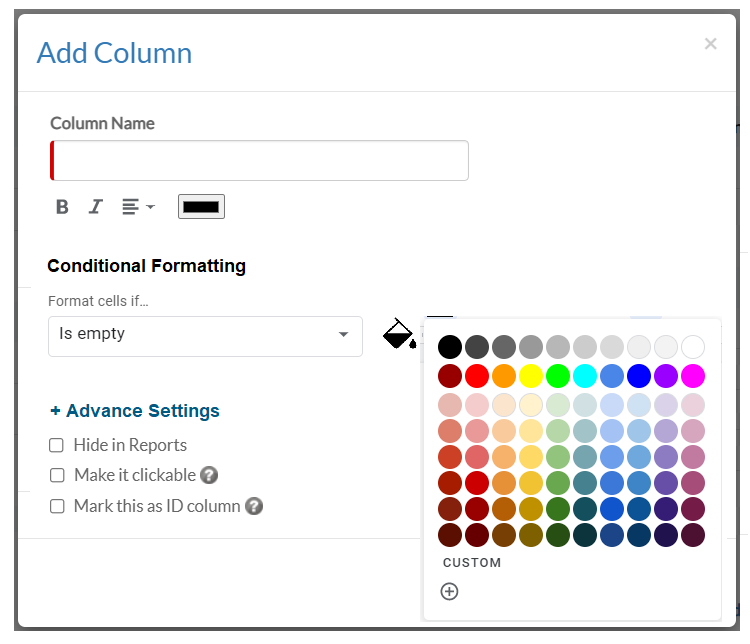 Add Column
×
Column Name
B I
Conditional Formatting
Format cells if...
Is empty
+ Advance Settings
Hide in Reports
Make it clickable ?
Mark this as ID column ?
CUSTOM